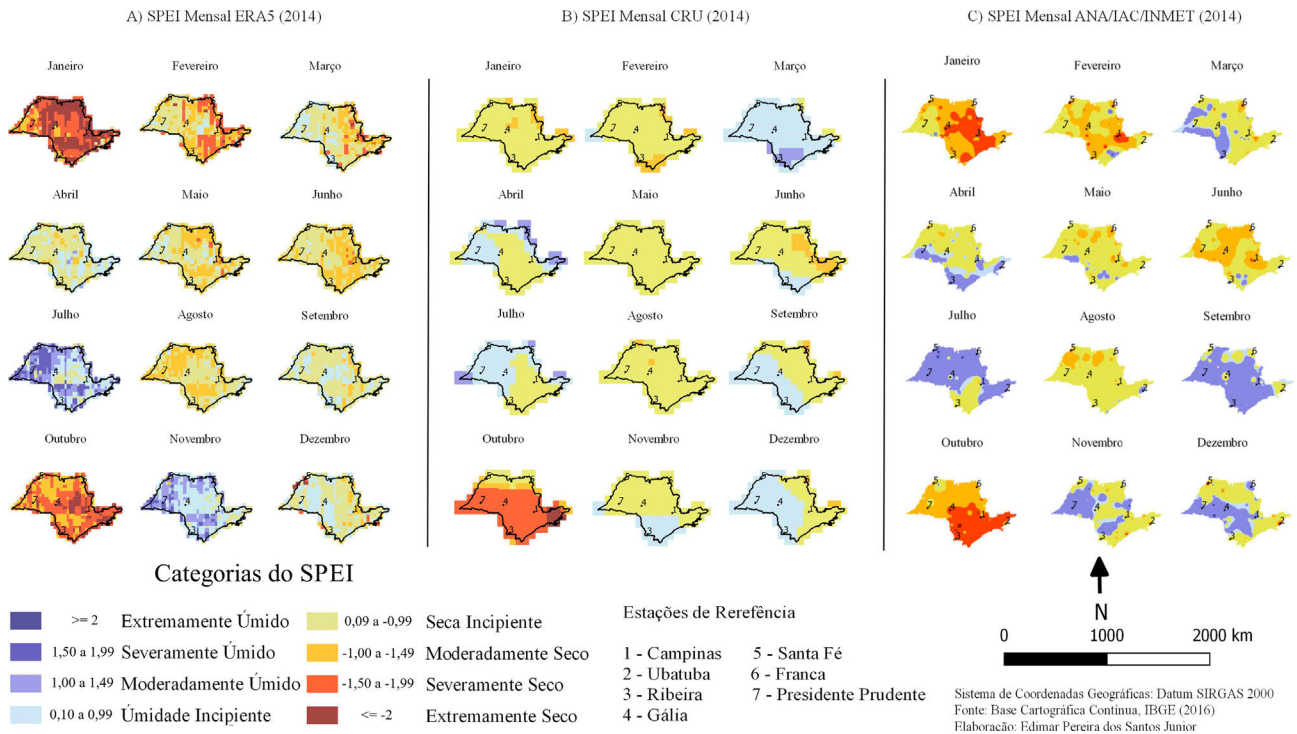 A) SPEI Mensal ERA5 (2014)
B) SPEI Mensal CRU (2014)
C) SPEI Mensal ANA/IAC/INMET (2014)
Janeiro Fevereiro Março
Janeiro Fevereiro Março
Janeiro Fevereiro Março
Abril Maio Junho
Abril Maio Junho
Abril Maio Junho
Julho Agosto Setembro
Julho Agosto Setembro
Julho Agosto Setembro
Outubro Novembro Dezembro
Outubro Novembro Dezembro
Outubro Novembro Dezembro
Categorias do SPEI
>= 2 Extremamente Úmido
1,50 a 1,99 Severamente Úmido
1,00 a 1,49 Moderadamente Úmido
0,10 a 0,99 Úmidade Incipiente
0,09 a -0,99 Seca Incipiente
-1,00 a -1,49 Moderadamente Seco
-1,50 a -1,99 Severamente Seco
<= -2 Extremamente Seco
Estações de Rerefência
1 - Campinas
2 - Ubatuba
3 - Ribeira
4 - Gália
5 - Santa Fé
6 - Franca
7 - Presidente Prudente
N
0 1000 2000 km
Sistema de Coordenadas Geográficas: Datum SIRGAS 2000
Fonte: Base Cartográfica Contínua, IBGE (2016)
Elaboração: Edimar Pereira dos Santos Junior